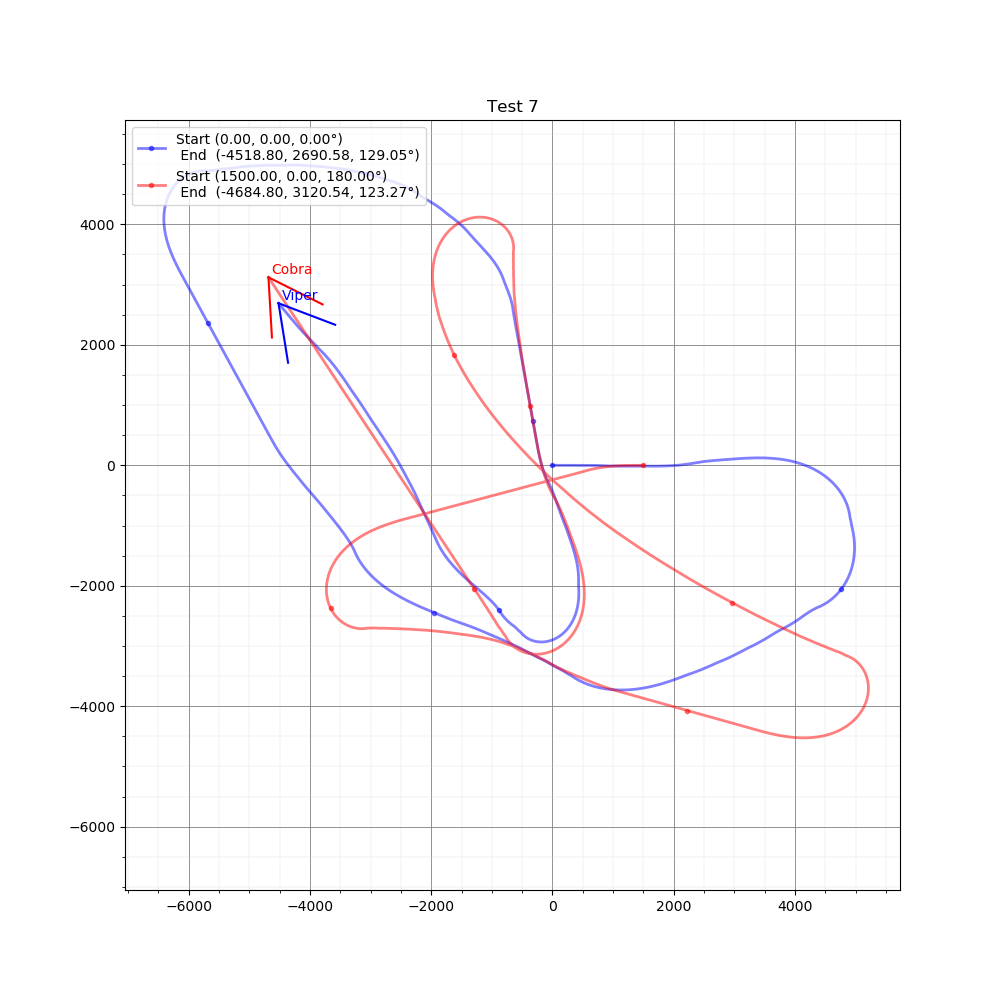 Test 7
Start (0.00, 0.00, 0.00°)
End (-4518.80, 2690.58, 129.05°)
Start (1500.00, 0.00, 180.00°)
End (-4684.80, 3120.54, 123.27°)
4000
Cobra
Viper
2000
0
−2000
−4000
−6000
−6000 −4000 −2000 0 2000 4000